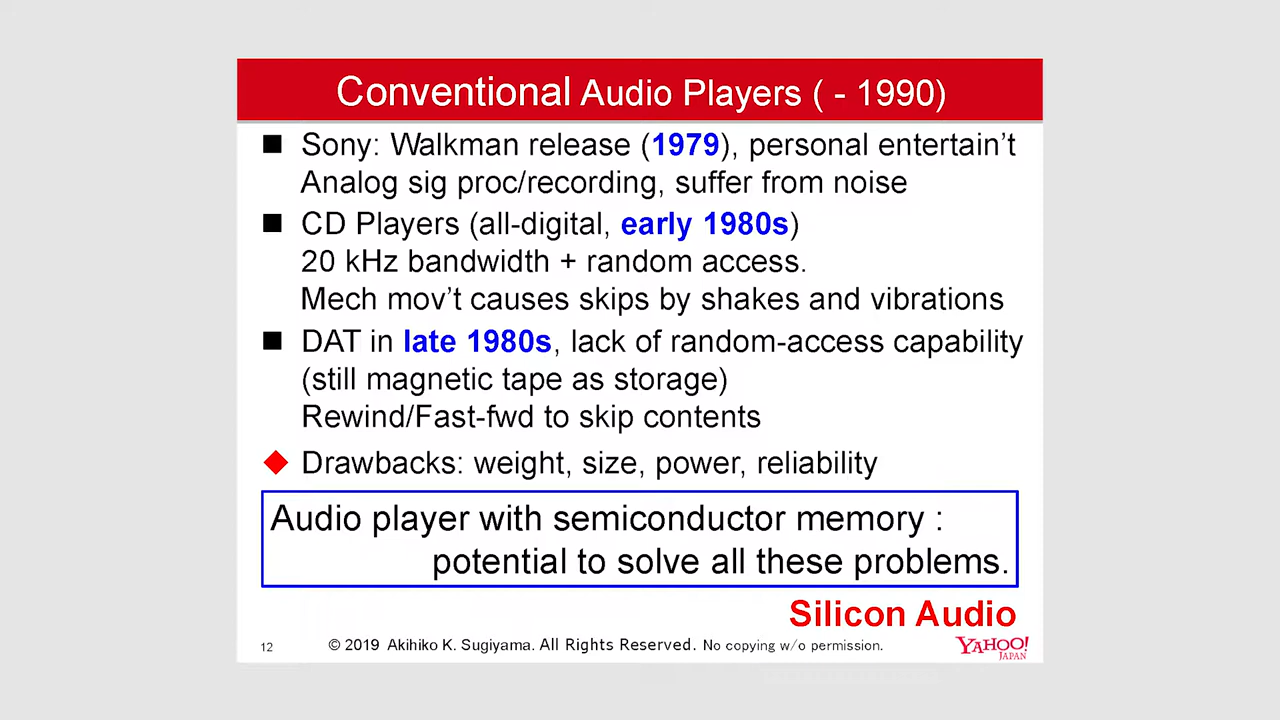 Conventional Audio Players ( - 1990)
■ Sony: Walkman release (1979), personal entertain't
Analog sig proc/recording, suffer from noise
■ CD Players (all-digital, early 1980s)
20 kHz bandwidth + random access.
Mech mov't causes skips by shakes and vibrations
■ DAT in late 1980s, lack of random-access capability
(still magnetic tape as storage)
Rewind/Fast-fwd to skip contents
◆ Drawbacks: weight, size, power, reliability
Audio player with semiconductor memory :
potential to solve all these problems.
Silicon Audio
12 © 2019 Akihiko K. Sugiyama. All Rights Reserved. No copying w/o permission. YAHOO!
JAPAN